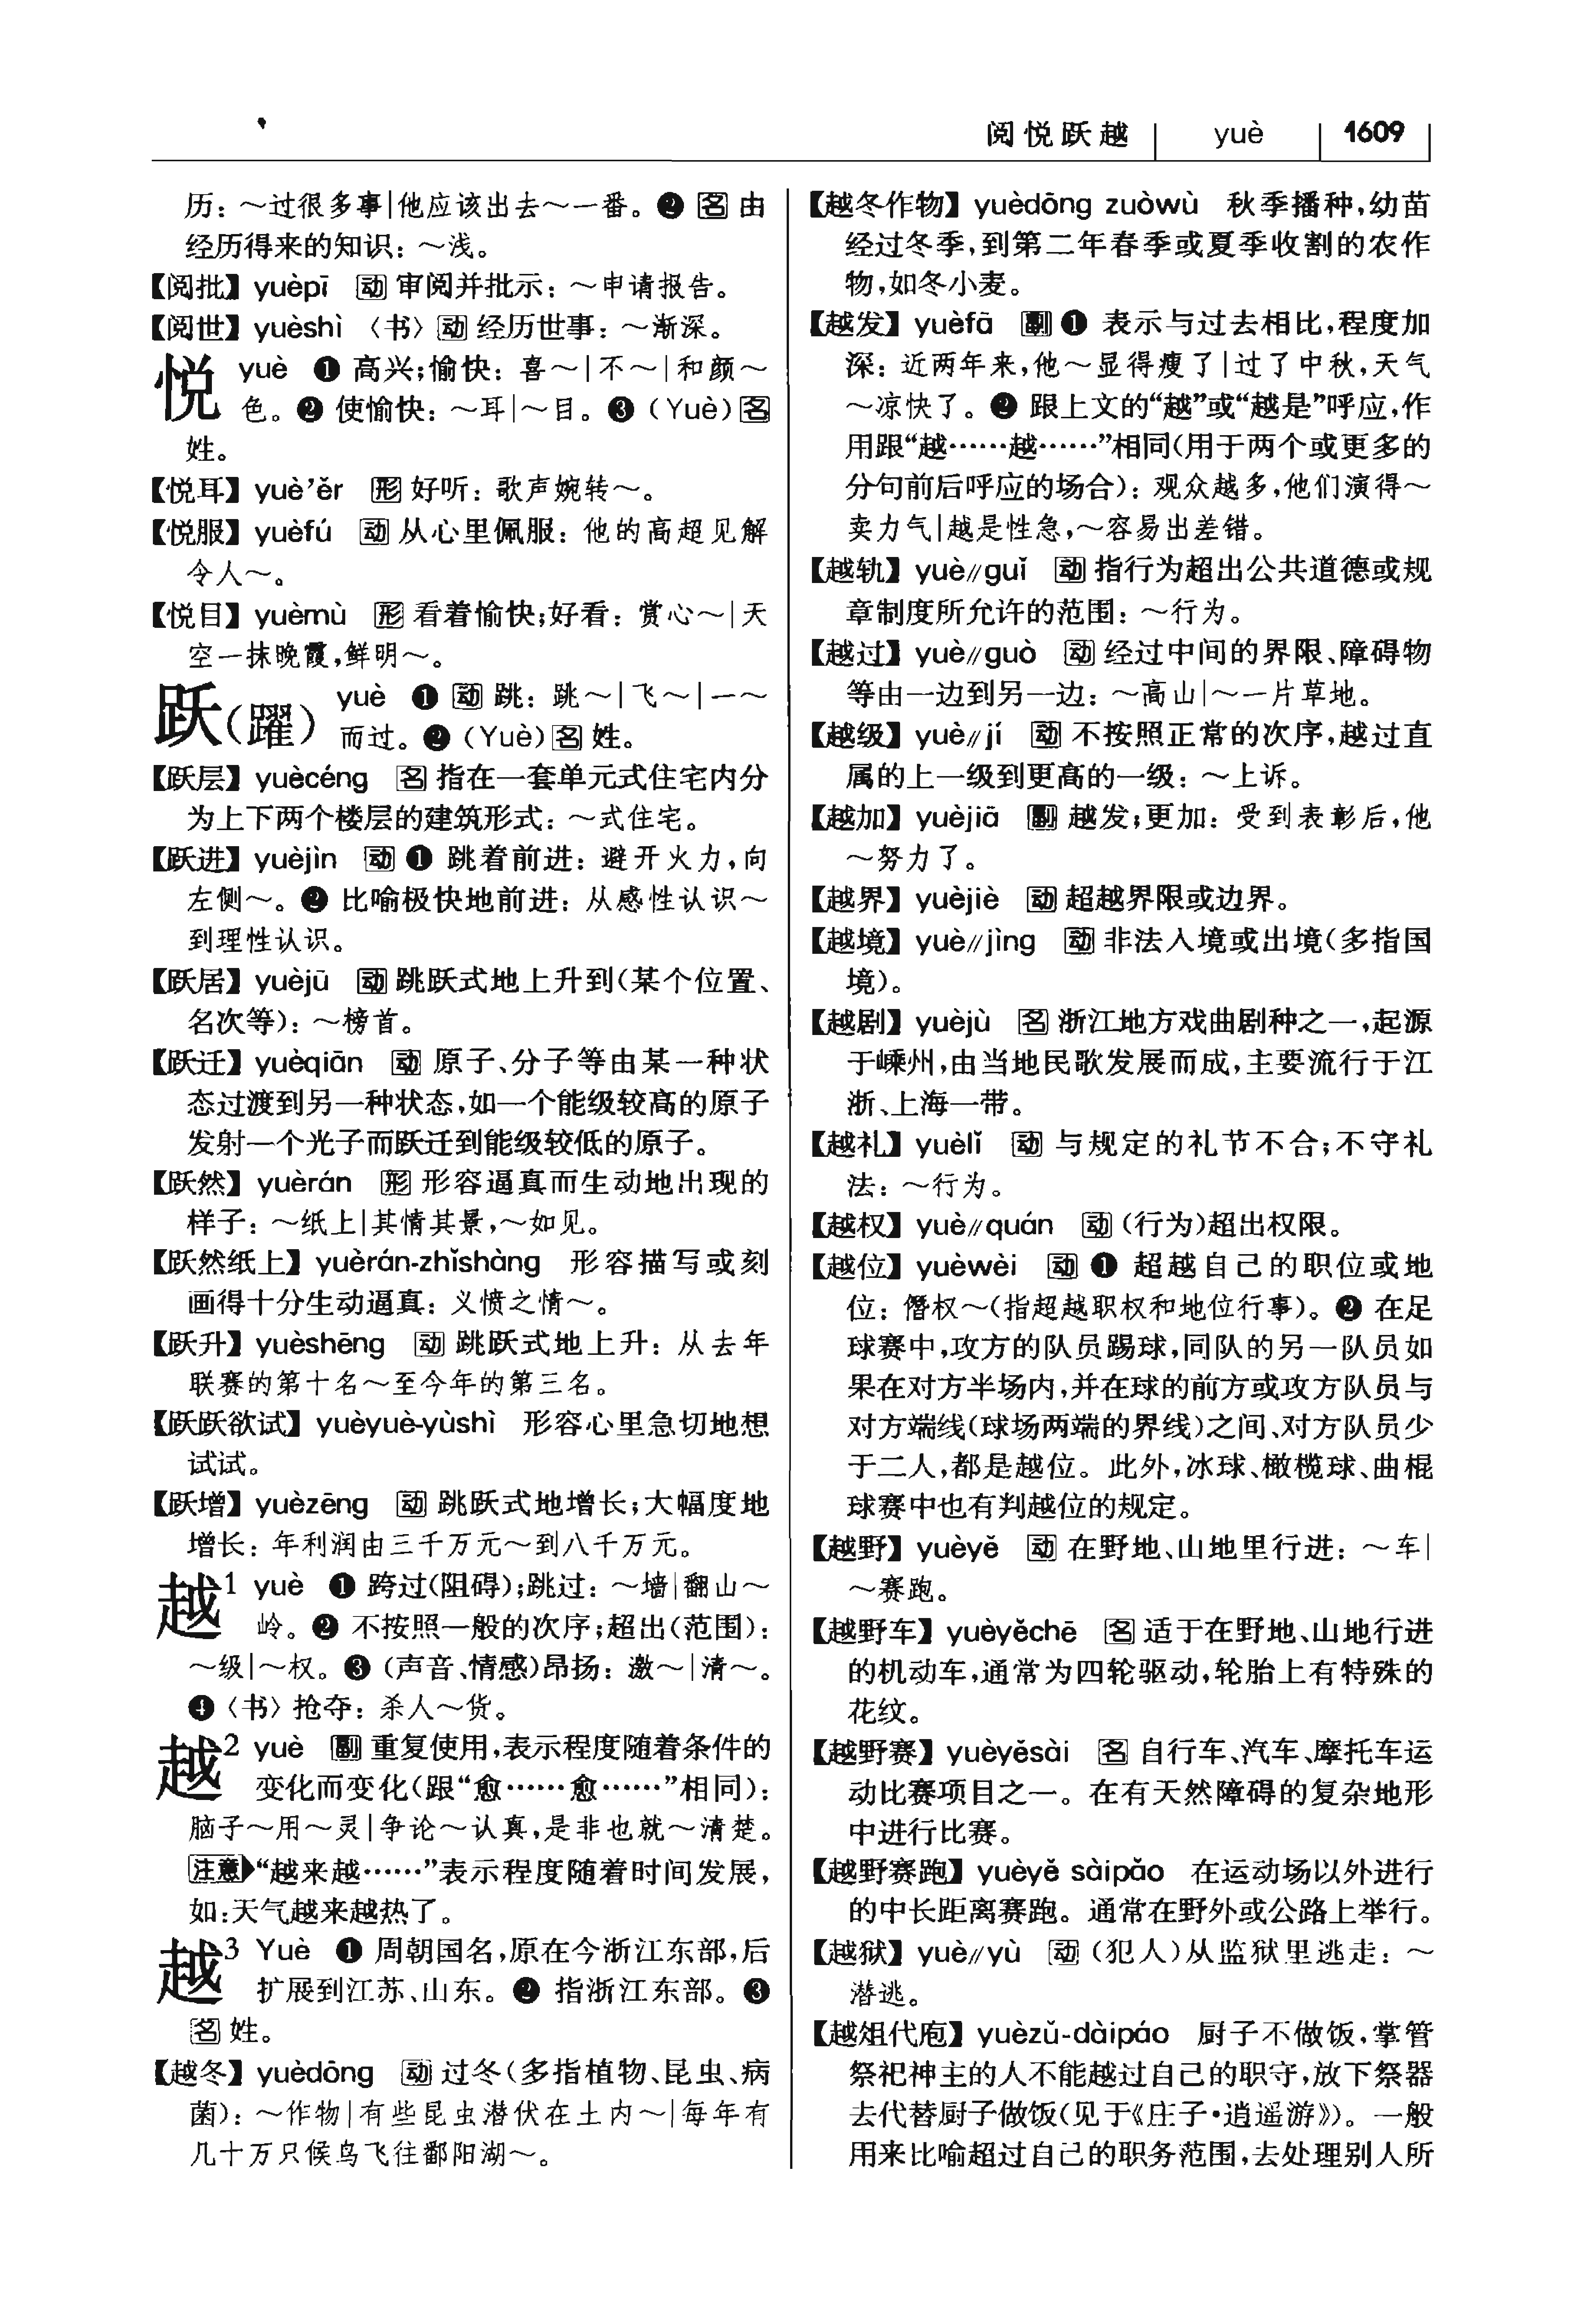 阅悦跃越 yuè 1609
历：～过很多事|他应该出去～一番。❷ 名 由
经历得来的知识：～浅。
【阅批】yuèpī 动 审阅并批示：～申请报告。
【阅世】yuèshì 〈书〉动 经历世事：～渐深。
悦 yuè ❶ 高兴；愉快：喜～|不～|和颜～
色。❷ 使愉快：～耳|～目。❸（Yuè）名
姓。
【悦耳】yuè’ěr 形 好听：歌声婉转～。
【悦服】yuèfú 动 从心里佩服：他的高超见解
令人～。
【悦目】yuèmù 形 看着愉快；好看：赏心～|天
空一抹晚霞，鲜明～。
跃（躍） yuè ❶ 动 跳：跳～|飞～|一～
而过。❷（Yuè）名 姓。
【跃层】yuècéng 名 指在一套单元式住宅内分
为上下两个楼层的建筑形式：～式住宅。
【跃进】yuèjìn 动 ❶ 跳着前进：避开火力，向
左侧～。❷ 比喻极快地前进：从感性认识～
到理性认识。
【跃居】yuèjū 动 跳跃式地上升到（某个位置、
名次等）：～榜首。
【跃迁】yuèqiān 动 原子、分子等由某一种状
态过渡到另一种状态，如一个能级较高的原子
发射一个光子而跃迁到能级较低的原子。
【跃然】yuèrán 形 形容逼真而生动地出现的
样子：～纸上|其情其景，～如见。
【跃然纸上】yuèrán-zhǐshàng 形容描写或刻
画得十分生动逼真：义愤之情～。
【跃升】yuèshēng 动 跳跃式地上升：从去年
联赛的第十名～至今年的第三名。
【跃跃欲试】yuèyuè-yùshì 形容心里急切地想
试试。
【跃增】yuèzēng 动 跳跃式地增长；大幅度地
增长：年利润由三千万元～到八千万元。
越1 yuè ❶ 跨过（阻碍）；跳过：～墙|翻山～
岭。❷ 不按照一般的次序；超出（范围）：
～级|～权。❸（声音、情感）昂扬：激～|清～。
❹〈书〉抢夺：杀人～货。
越2 yuè 副 重复使用，表示程度随着条件的
变化而变化（跟“愈……愈……”相同）：
脑子～用～灵|争论～认真，是非也就～清楚。
注意 “越来越……”表示程度随着时间发展，
如：天气越来越热了。
越3 Yuè ❶ 周朝国名，原在今浙江东部，后
扩展到江苏、山东。❷ 指浙江东部。❸
名 姓。
【越冬】yuèdōng 动 过冬（多指植物、昆虫、病
菌）：～作物|有些昆虫潜伏在土内～|每年有
几十万只候鸟飞往鄱阳湖～。
【越冬作物】yuèdōng zuòwù 秋季播种，幼苗
经过冬季，到第二年春季或夏季收割的农作
物，如冬小麦。
【越发】yuèfā 副 ❶ 表示与过去相比，程度加
深：近两年来，他～显得瘦了|过了中秋，天气
～凉快了。❷ 跟上文的“越”或“越是”呼应，作
用跟“越……越……”相同（用于两个或更多的
分句前后呼应的场合）：观众越多，他们演得～
卖力气|越是性急，～容易出差错。
【越轨】yuè//guǐ 动 指行为超出公共道德或规
章制度所允许的范围：～行为。
【越过】yuè//guò 动 经过中间的界限、障碍物
等由一边到另一边：～高山|～一片草地。
【越级】yuè//jí 动 不按照正常的次序，越过直
属的上一级到更高的一级：～上诉。
【越加】yuèjiā 副 越发；更加：受到表彰后，他
～努力了。
【越界】yuèjiè 动 超越界限或边界。
【越境】yuè//jìng 动 非法入境或出境（多指国
境）。
【越剧】yuèjù 名 浙江地方戏曲剧种之一，起源
于嵊州，由当地民歌发展而成，主要流行于江
浙、上海一带。
【越礼】yuèlǐ 动 与规定的礼节不合；不守礼
法：～行为。
【越权】yuè//quán 动（行为）超出权限。
【越位】yuèwèi 动 ❶ 超越自己的职位或地
位：僭权～（指超越职权和地位行事）。❷ 在足
球赛中，攻方的队员踢球，同队的另一队员如
果在对方半场内，并在球的前方或攻方队员与
对方端线（球场两端的界线）之间、对方队员少
于二人，都是越位。此外，冰球、橄榄球、曲棍
球赛中也有判越位的规定。
【越野】yuèyě 动 在野地、山地里行进：～车|
～赛跑。
【越野车】yuèyěchē 名 适于在野地、山地行进
的机动车，通常为四轮驱动，轮胎上有特殊的
花纹。
【越野赛】yuèyěsài 名 自行车、汽车、摩托车运
动比赛项目之一。在有天然障碍的复杂地形
中进行比赛。
【越野赛跑】yuèyě sàipǎo 在运动场以外进行
的中长距离赛跑。通常在野外或公路上举行。
【越狱】yuè//yù 动（犯人）从监狱里逃走：～
潜逃。
【越俎代庖】yuèzǔ-dàipáo 厨子不做饭，掌管
祭祀神主的人不能越过自己的职守，放下祭器
去代替厨子做饭（见于《庄子·逍遥游》）。一般
用来比喻超过自己的职务范围，去处理别人所